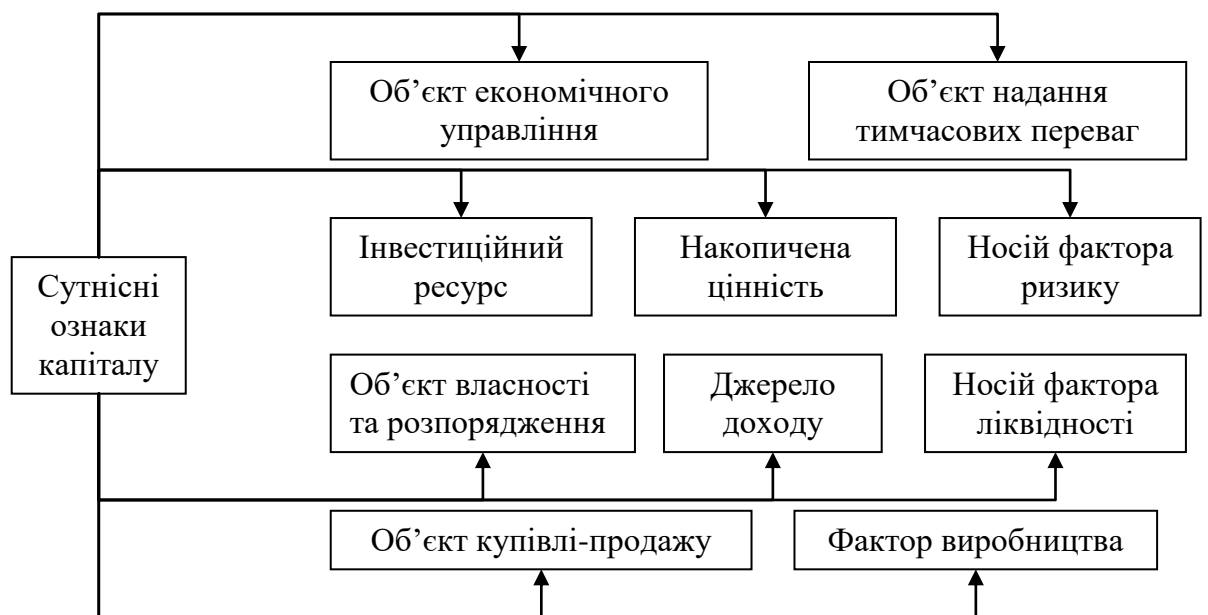 Об’єкт економічного
управління
Об’єкт надання
тимчасових переваг
Інвестиційний
ресурс
Накопичена
цінність
Носій фактора
ризику
Сутнісні
ознаки
капіталу
Об’єкт власності
та розпорядження
Джерело
доходу
Носій фактора
ліквідності
Об’єкт купівлі-продажу
Фактор виробництва